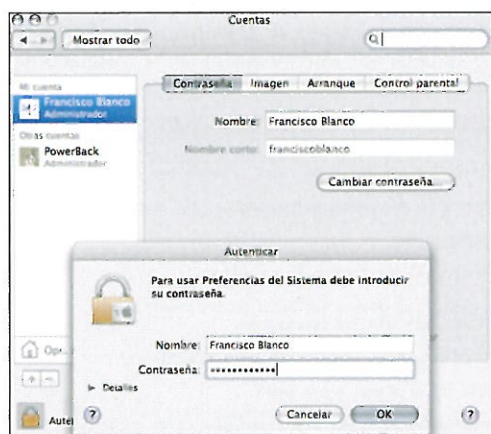 Cuentas
Mostrar todo
Mi cuenta
Francisco Blanco
Administrador
Otras cuentas
PowerBack
Administrador
Contraseña Imagen Arranque Control parental
Nombre: Francisco Blanco
Nombre corto: franciscoblanco
Cambiar contraseña...
Autenticar
Para usar Preferencias del Sistema debe introducir
su contraseña.
Nombre: Francisco Blanco
Contraseña: ••••••••••••
Detalles
? Cancelar OK ?